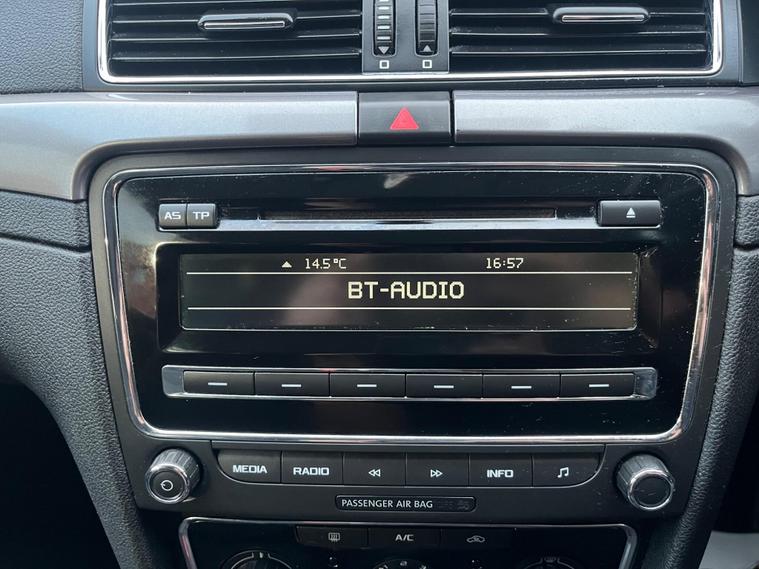 AS TP
14.5°C 16:57
BT-AUDIO
MEDIA RADIO INFO
PASSENGER AIR BAG
A/C